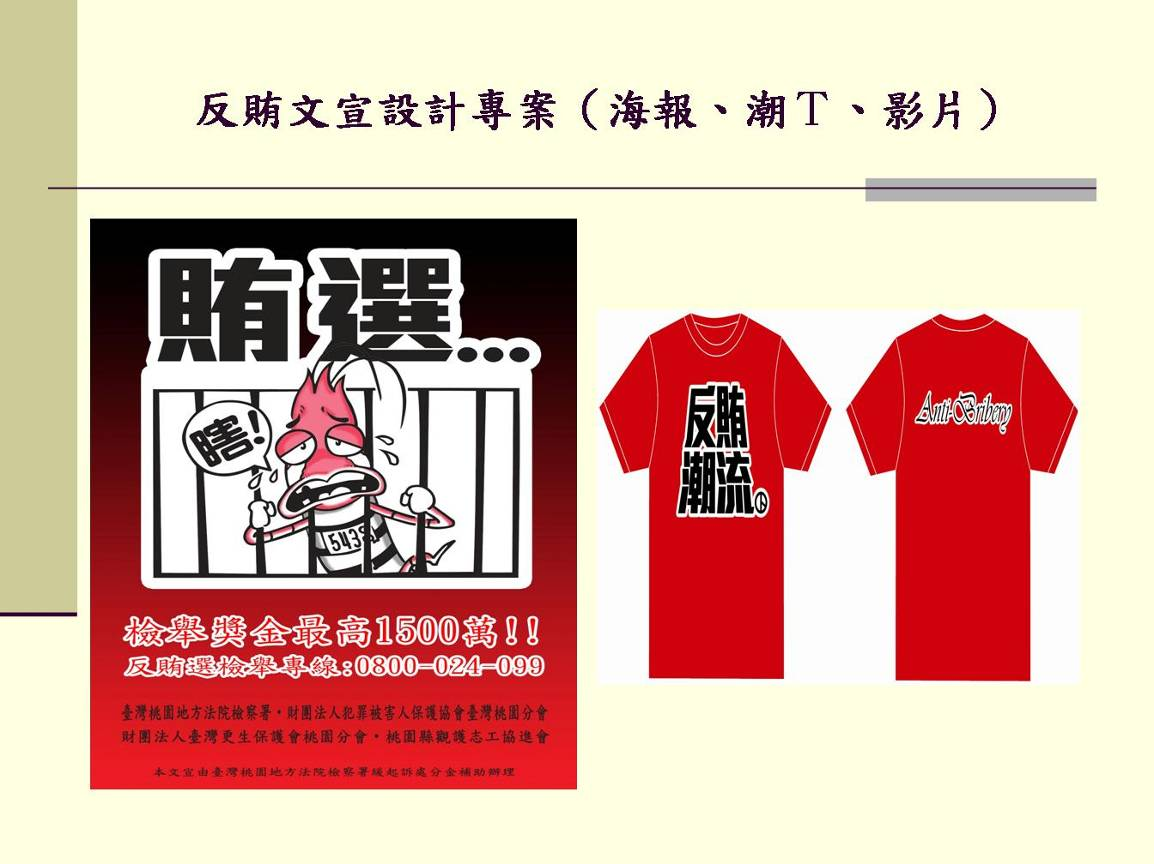 反賄文宣設計專案（海報、潮Ｔ、影片）
賄選...
瞎!
5438
檢舉獎金最高1500萬!!
反賄選檢舉專線:0800-024-099
臺灣桃園地方法院檢察署・財團法人犯罪被害人保護協會臺灣桃園分會
財團法人臺灣更生保護會桃園分會・桃園縣觀護志工協進會
本文宣由臺灣桃園地方法院檢察署緩起訴處分金補助辦理
反賄
潮流。
Anti-Bribery